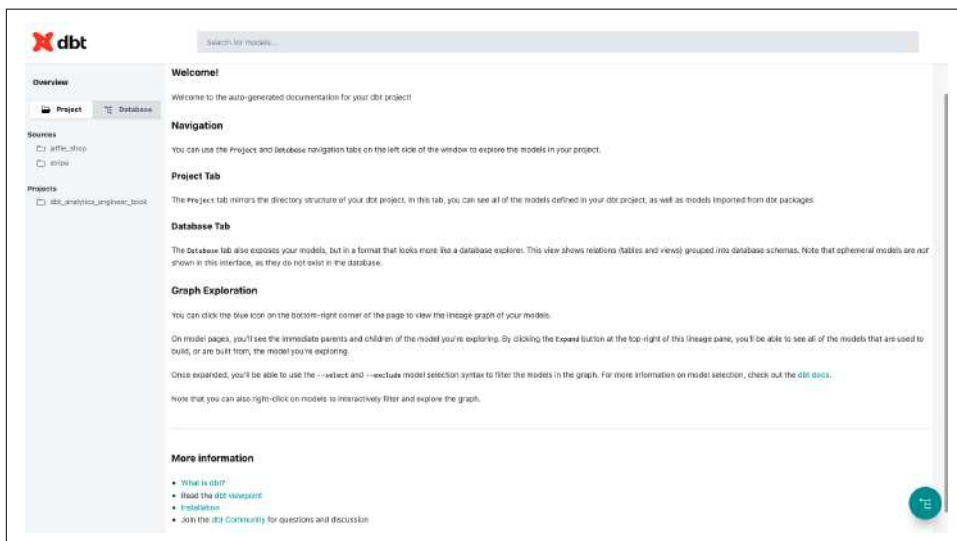 dbt
Search for models...
Overview
Project
Database
Sources
jaffle_shop
stripe
Projects
dbt_analytics_engineer_book
Welcome!
Welcome to the auto-generated documentation for your dbt project!
Navigation
You can use the Project and Database navigation tabs on the left side of the window to explore the models in your project.
Project Tab
The Project tab mirrors the directory structure of your dbt project. In this tab, you can see all of the models defined in your dbt project, as well as models imported from dbt packages.
Database Tab
The Database tab also exposes your models, but in a format that looks more like a database explorer. This view shows relations (tables and views) grouped into database schemas. Note that ephemeral models are not
shown in this interface, as they do not exist in the database.
Graph Exploration
You can click the blue icon on the bottom-right corner of the page to view the lineage graph of your models.
On model pages, you'll see the immediate parents and children of the model you're exploring. By clicking the Expand button at the top-right of this lineage pane, you'll be able to see all of the models that are used to
build, or are built from, the model you're exploring.
Once expanded, you'll be able to use the --select and --exclude model selection syntax to filter the models in the graph. For more information on model selection, check out the dbt docs.
Note that you can also right-click on models to interactively filter and explore the graph.
More information
• What is dbt?
• Read the dbt viewpoint
• Installation
• Join the dbt Community for questions and discussion